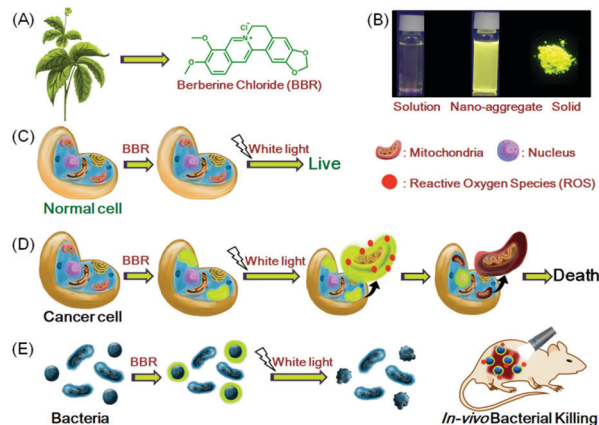 (A)
Cl⁻
N⁺
O
O
O
O
Berberine Chloride (BBR)
(B)
Solution Nano-aggregate Solid
(C)
BBR
White light
Live
Normal cell
: Mitochondria : Nucleus
: Reactive Oxygen Species (ROS)
(D)
BBR
White light
Death
Cancer cell
(E)
BBR
White light
Bacteria
In-vivo Bacterial Killing